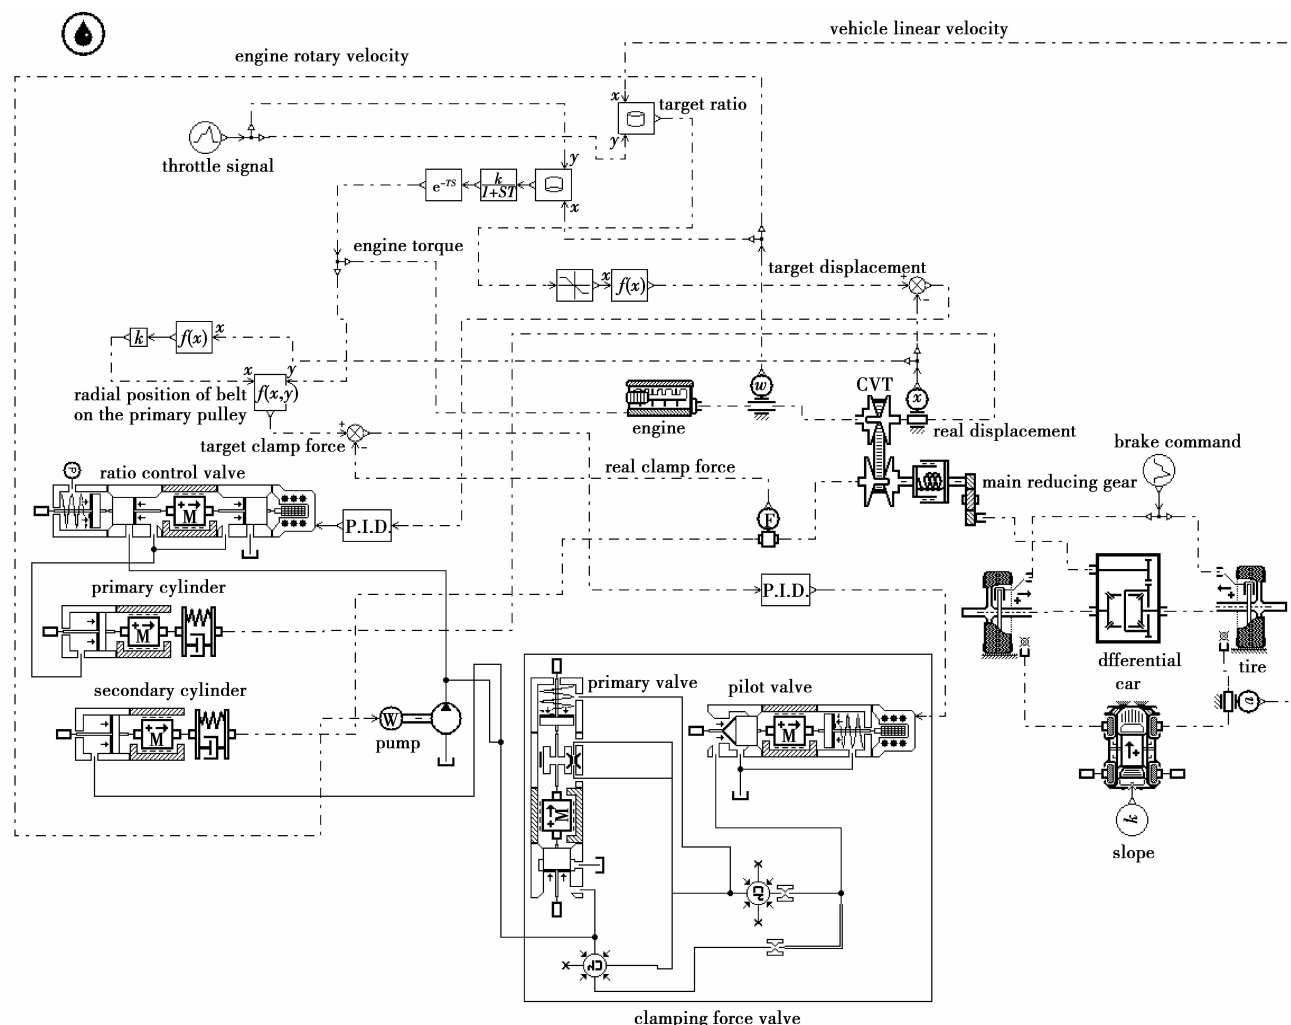 vehicle linear velocity
engine rotary velocity
x
target ratio
y
throttle signal
y
e⁻ᵀˢ
k
1+ST
x
engine torque
target displacement
+
x
f(x)
−
k
f(x)
x
x
y
f(x,y)
radial position of belt
on the primary pulley
w
CVT
x
engine
real displacement
+
target clamp force
−
brake command
real clamp force
ratio control valve
P
main reducing gear
M
P.I.D.
F
primary cylinder
P.I.D.
M
dfferential
tire
secondary cylinder
primary valve
pilot valve
car
M
W
pump
M
a
M
k
slope
clamping force valve